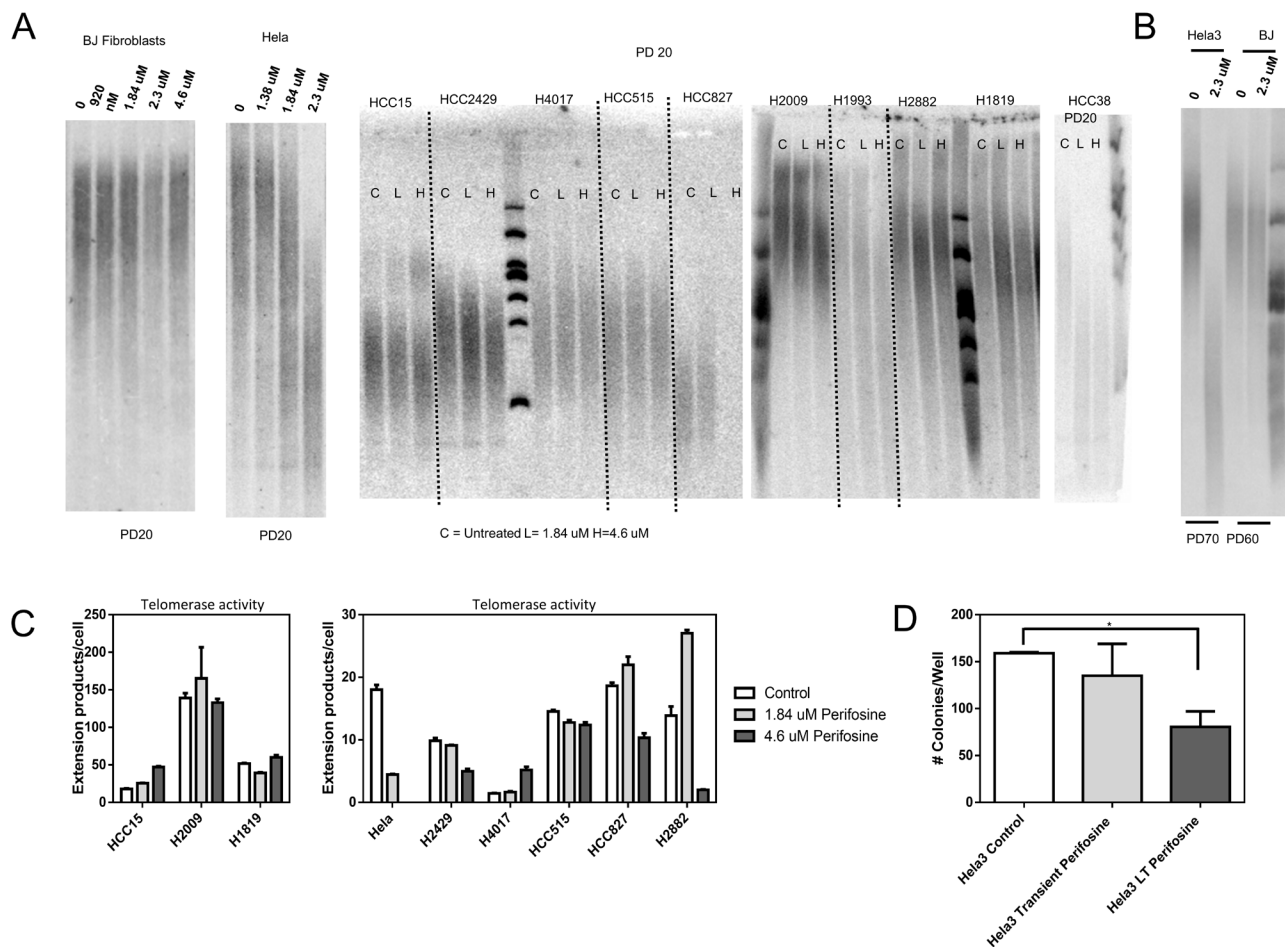 A
BJ Fibroblasts
0
920 nM
1.84 uM
2.3 uM
4.6 uM
PD20
Hela
0
1.38 uM
1.84 uM
2.3 uM
PD20
PD 20
HCC15 HCC2429 H4017 HCC515 HCC827
C L H C L H C L H C L H C L H
H2009 H1993 H2882 H1819
C L H C L H C L H C L H
HCC38
PD20
C L H
C = Untreated L= 1.84 uM H=4.6 uM
B
Hela3 BJ
0
2.3 uM
0
2.3 uM
PD70 PD60
C
Telomerase activity
Extension products/cell
250
200
150
100
50
0
HCC15
H2009
H1819
Telomerase activity
Extension products/cell
30
20
10
0
Hela
H2429
H4017
HCC515
HCC827
H2882
Control
1.84 uM Perifosine
4.6 uM Perifosine
D
# Colonies/Well
200
150
100
50
0
*
Hela3 Control
Hela3 Transient Perifosine
Hela3 LT Perifosine